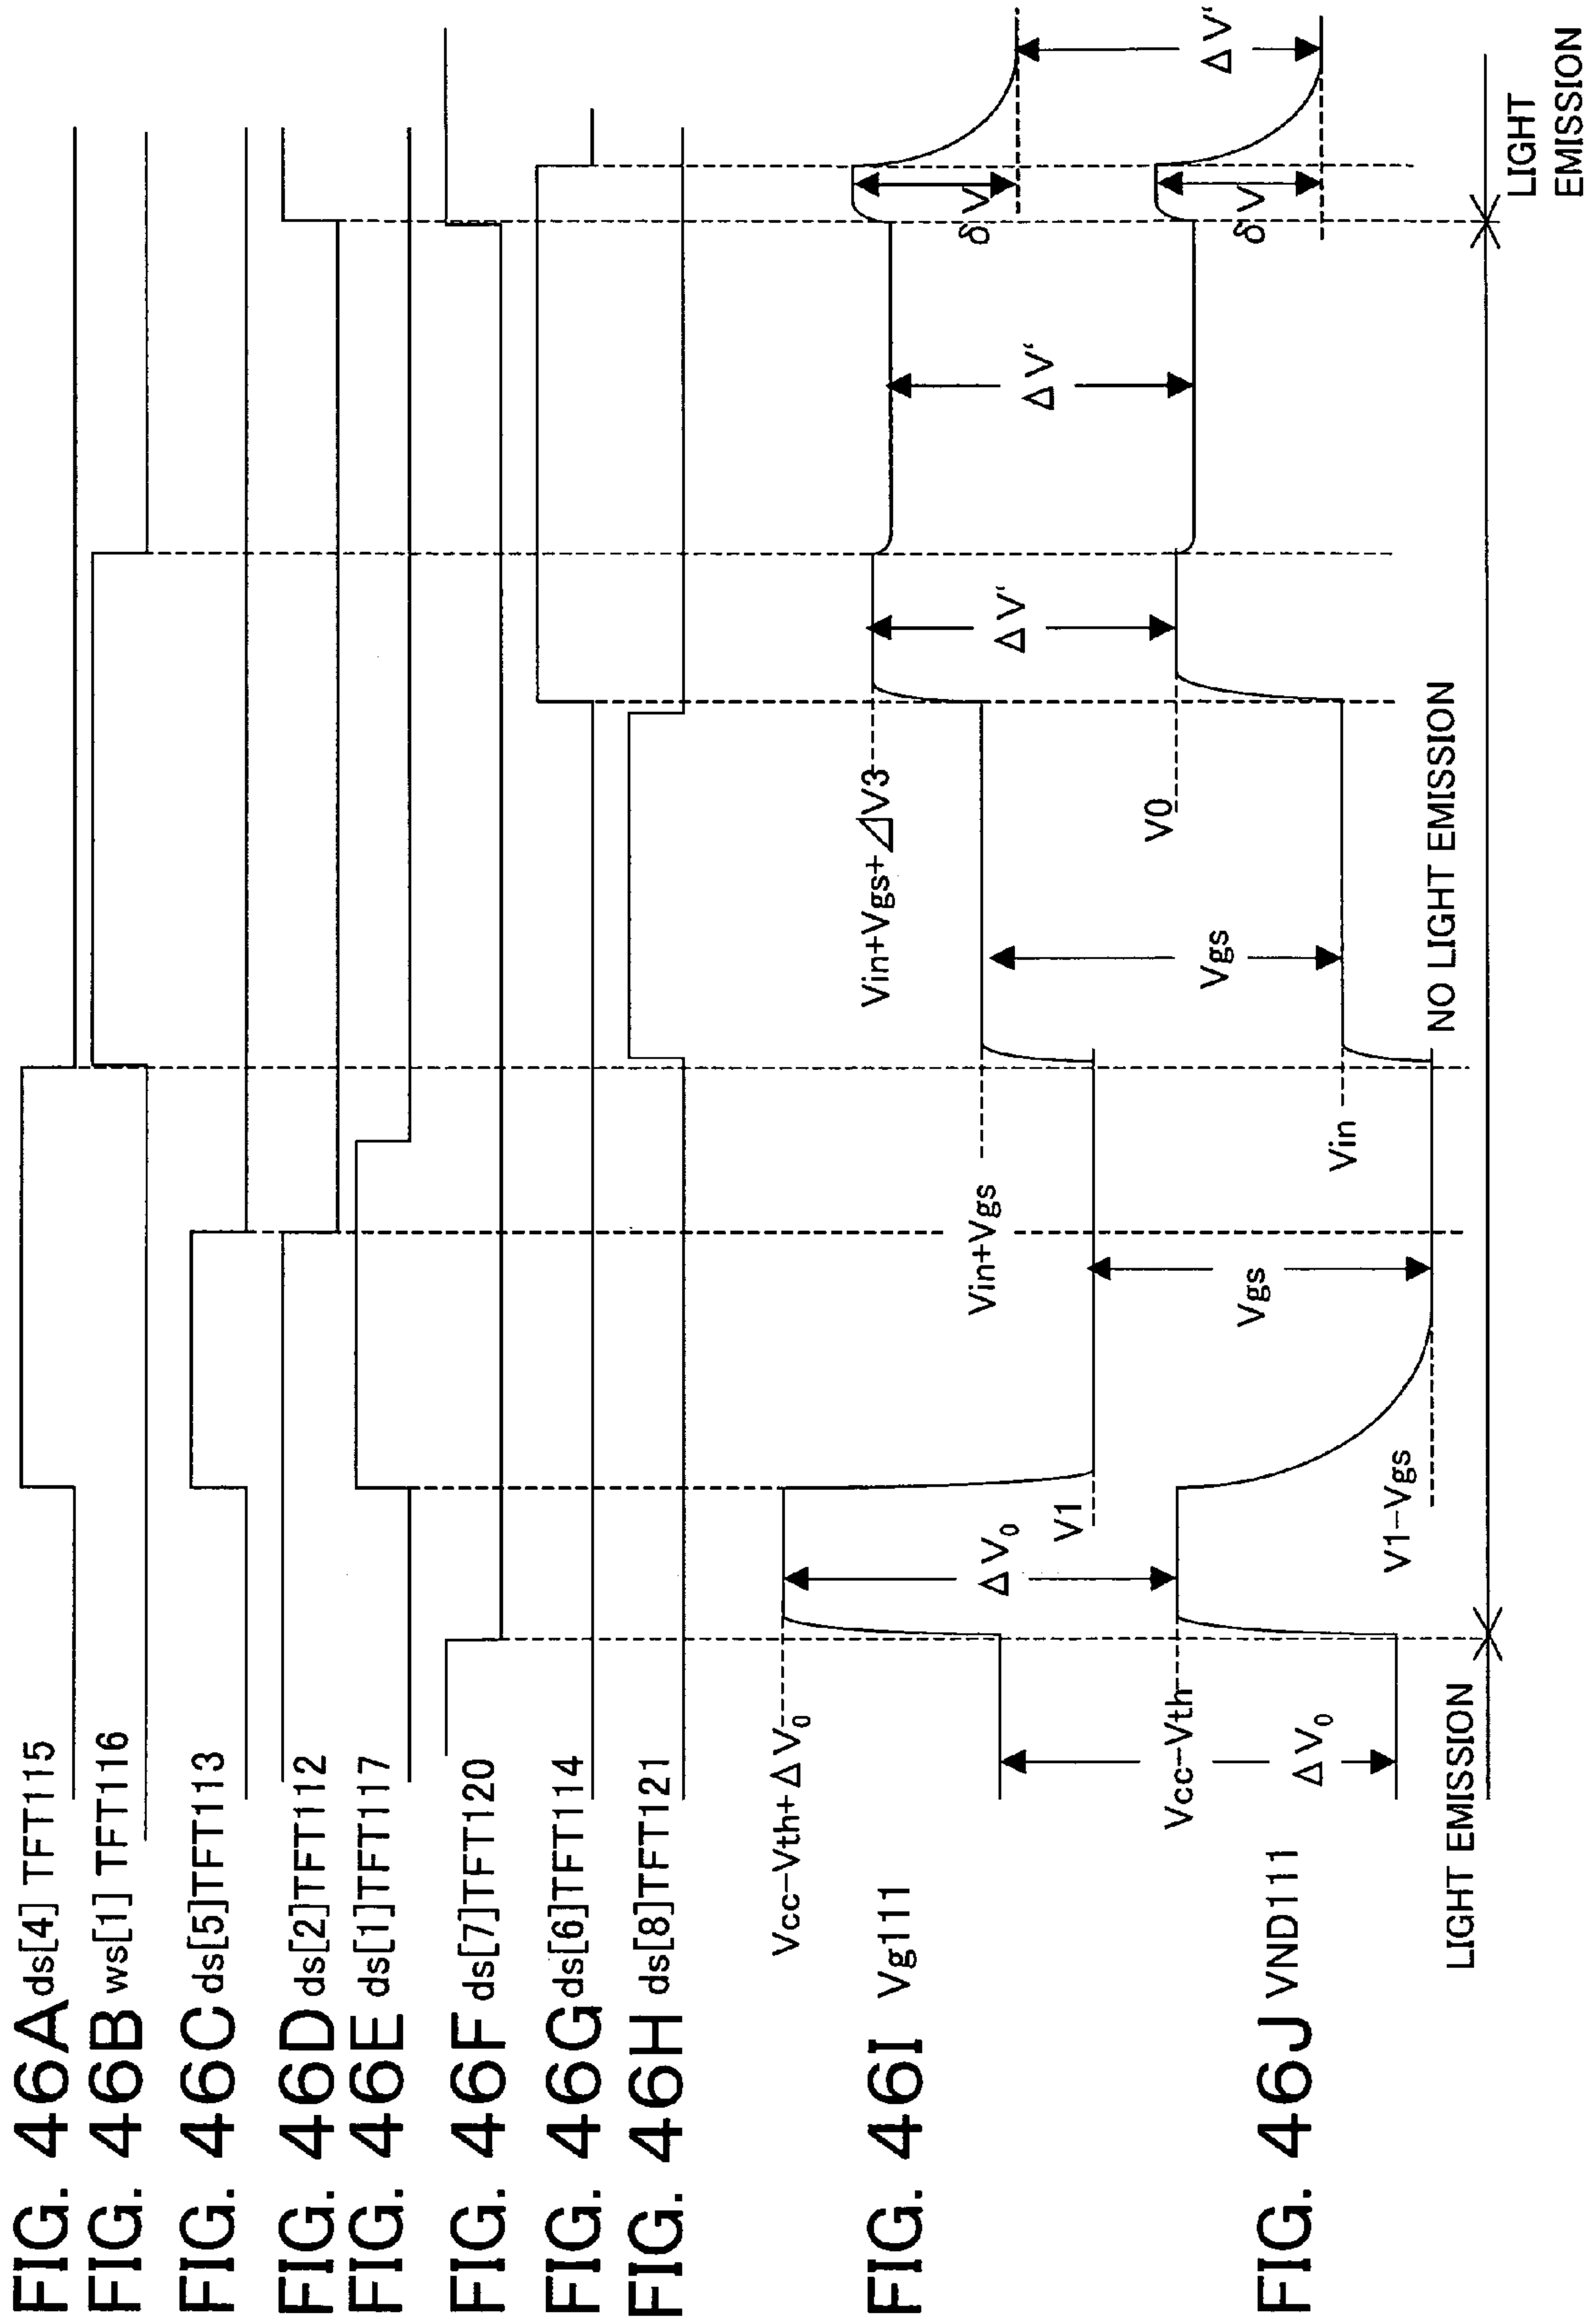 FIG. 46A ds[4] TFT115
FIG. 46B ws[1] TFT116
FIG. 46C ds[5]TFT113
FIG. 46D ds[2]TFT112
FIG. 46E ds[1]TFT117
FIG. 46F ds[7]TFT120
FIG. 46G ds[6]TFT114
FIG. 46H ds[8]TFT121
Vcc-Vth+ΔV₀
Vin+Vgs+ΔV3
ΔV‘
ΔV‘
δV
FIG. 46I Vg111
ΔV₀
V1
Vin+Vgs
V0
Vcc-Vth
Vgs
Vgs
δV
ΔV‘
FIG. 46J VND111
ΔV₀
V1-Vgs
Vin
LIGHT EMISSION
NO LIGHT EMISSION
LIGHT
EMISSION